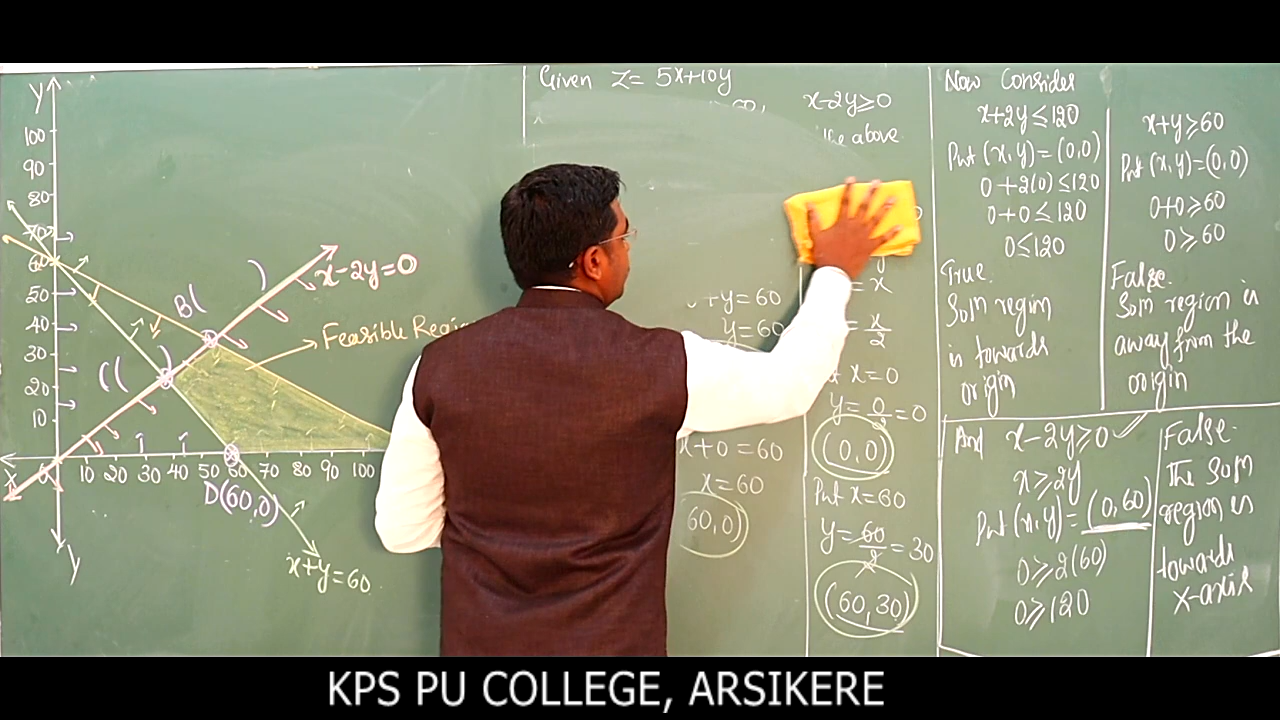 Y
100
90
80
70
60
50
40
30
20
10
B( )
C( )
x-2y=0
Feasible Regi
X' 0 10 20 30 40 50 60 70 80 90 100
D(60,0)
x+y=60
y'
Given Z= 5x+10y
x-2y≥0
the above
+y=60
y=60
x+0=60
x=60
60,0)
= x
= x/2
x=0
y=0/2=0
(0,0)
Put x=60
y=60/2=30
(60,30)
Now Consider
x+2y≤120
Put (x,y)=(0,0)
0+2(0)≤120
0+0≤120
0≤120
True
Soln region
is towards
origin
x+y≥60
Put (x,y)=(0,0)
0+0≥60
0≥60
False.
Soln region is
away from the
origin
And x-2y≥0✓
x≥2y
Put (x,y)=(0,60)
0≥2(60)
0≥120
False.
The Soln
region is
towards
x-axis
KPS PU COLLEGE, ARSIKERE